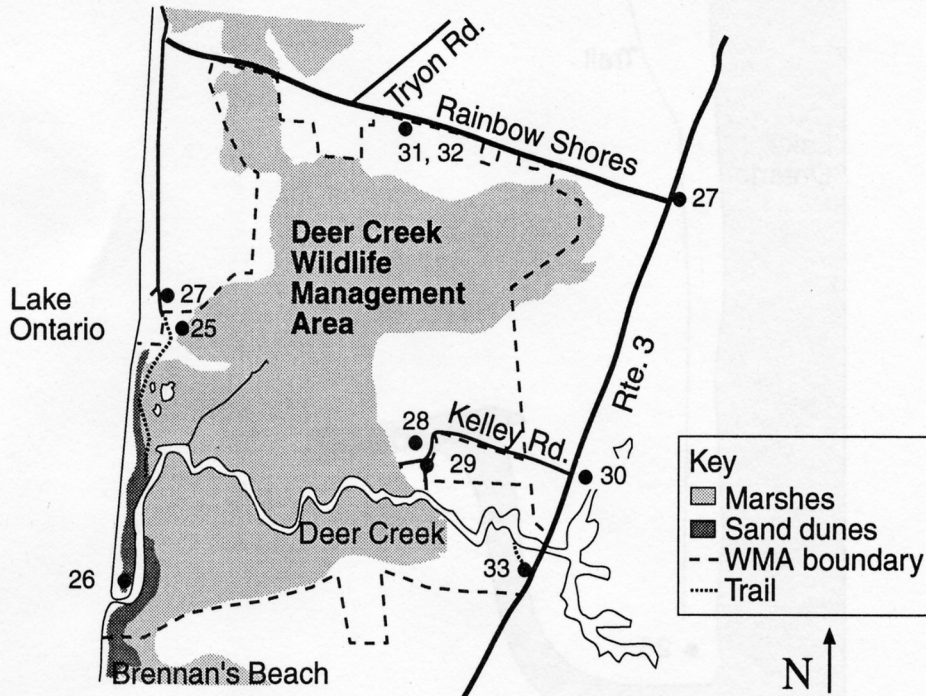 Tryon Rd.
Rainbow Shores
31, 32
27
Deer Creek
Wildlife
Management
Area
Lake
Ontario
27
25
Rte. 3
28
Kelley Rd.
29
30
Deer Creek
33
26
Brennan's Beach
Key
Marshes
Sand dunes
WMA boundary
Trail
N